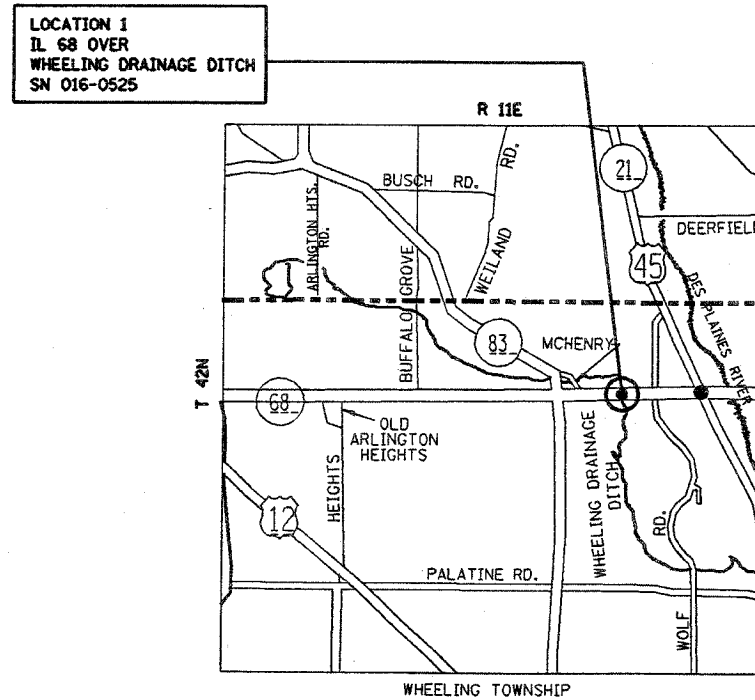 LOCATION 1
IL 68 OVER
WHEELING DRAINAGE DITCH
SN 016-0525
R 11E
21
BUSCH RD.
RD.
WEILAND
ARLINGTON HTS.
RD.
DEERFIELD
45
BUFFALO GROVE
DES PLAINES RIVER
83
MCHENRY
T 42N
68
OLD
ARLINGTON
HEIGHTS
HEIGHTS
WHEELING DRAINAGE
DITCH
12
RD.
PALATINE RD.
WOLF
WHEELING TOWNSHIP